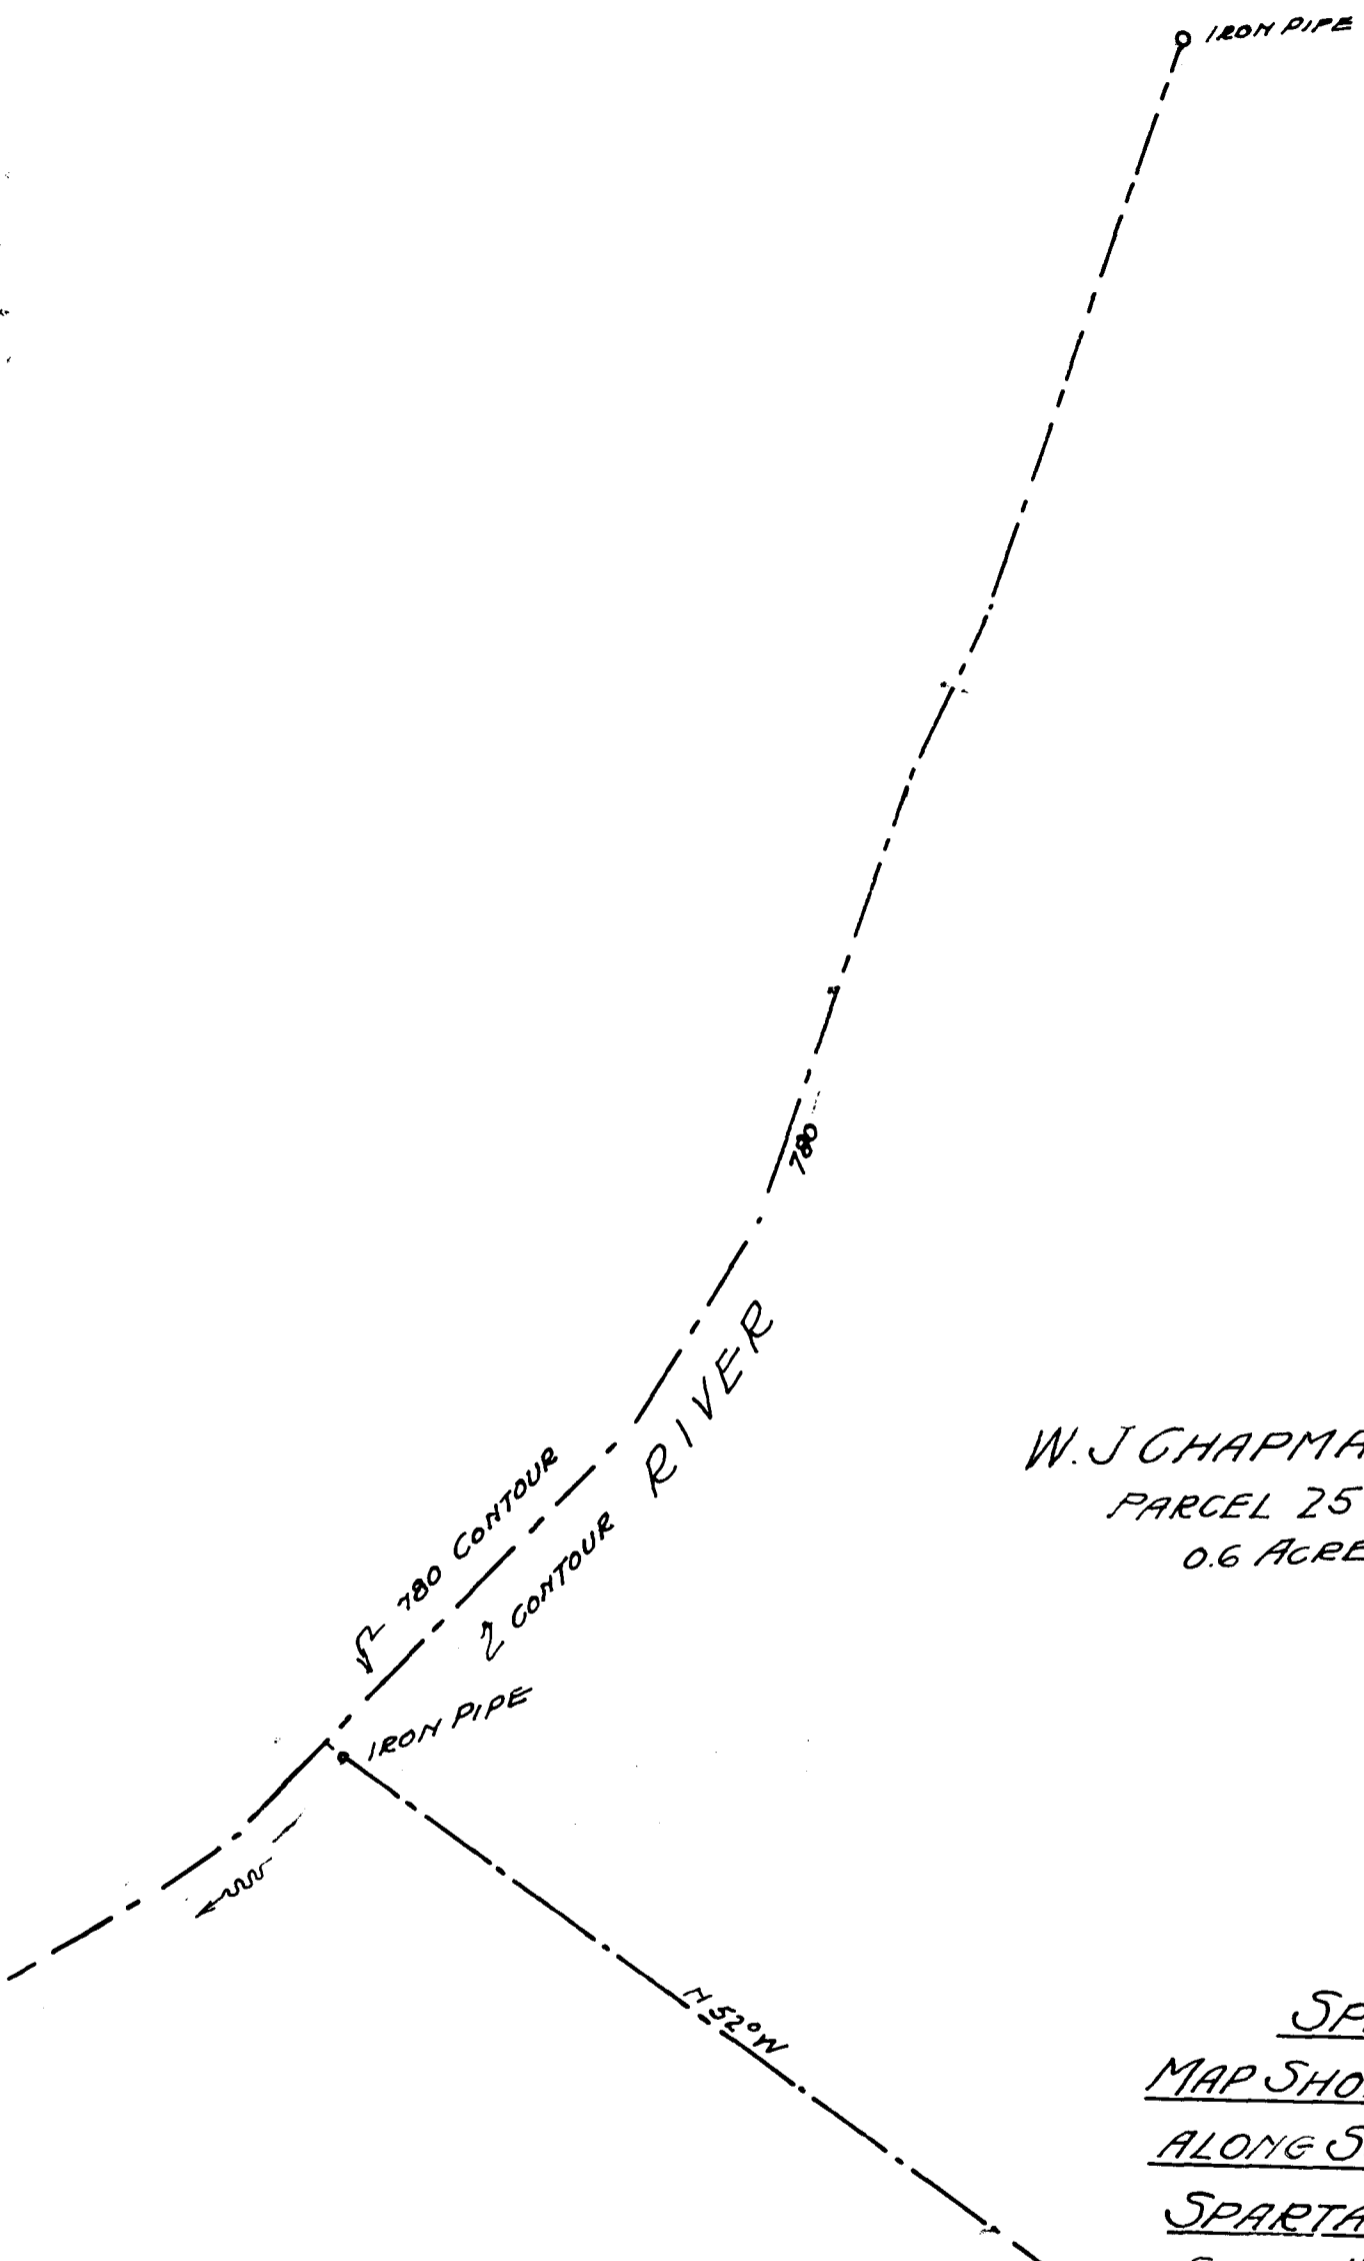 IRON PIPE
780
RIVER
780 CONTOUR
CONTOUR
IRON PIPE
W. J CHAPMA
PARCEL 25
0.6 ACRE
N 52° W
SP
MAP SHO
ALONG S
SPARTA